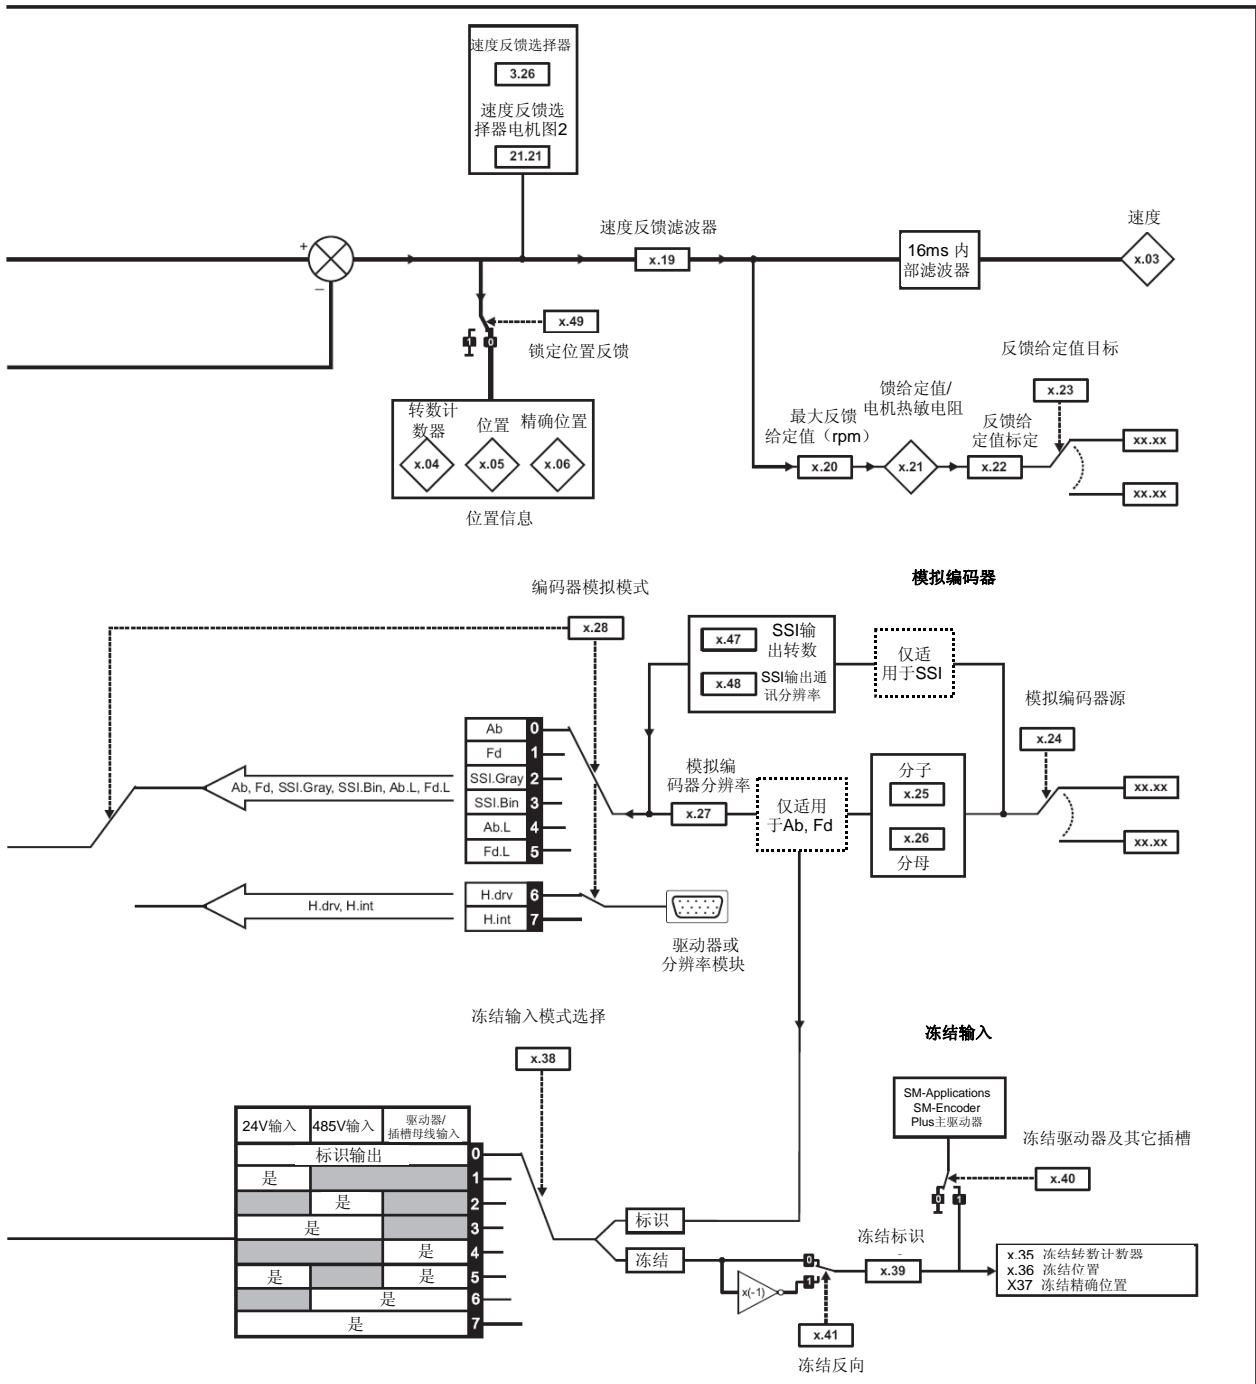 速度反馈选择器
3.26
速度反馈选
择器电机图2
21.21
+
−
速度反馈滤波器
x.19
16ms 内
部滤波器
速度
x.03
x.49
1
0
锁定位置反馈
转数计
数器
位置
精确位置
x.04
x.05
x.06
位置信息
反馈给定值目标
x.23
最大反馈
给定值（rpm）
馈给定值/
电机热敏电阻
反馈给
定值标定
x.20
x.21
x.22
xx.xx
xx.xx
模拟编码器
编码器模拟模式
x.28
x.47
SSI输
出转数
x.48
SSI输出通
讯分辨率
仅适
用于SSI
模拟编码器源
x.24
Ab
0
Fd
1
SSI.Gray
2
SSI.Bin
3
Ab.L
4
Fd.L
5
Ab, Fd, SSI.Gray, SSI.Bin, Ab.L, Fd.L
模拟编
码器分辨率
x.27
仅适用
于Ab, Fd
分子
x.25
x.26
分母
xx.xx
xx.xx
H.drv, H.int
H.drv
6
H.int
7
驱动器或
分辨率模块
冻结输入模式选择
x.38
冻结输入
SM-Applications
SM-Encoder
Plus主驱动器
冻结驱动器及其它插槽
x.40
0
1
24V输入
485V输入
驱动器/
插槽母线输入
标识输出
0
是
1
是
2
是
3
是
4
是
是
5
是
6
是
7
标识
冻结
x(-1)
0
1
冻结标识
x.39
x.41
冻结反向
x.35 冻结转数计数器
x.36 冻结位置
X37 冻结精确位置